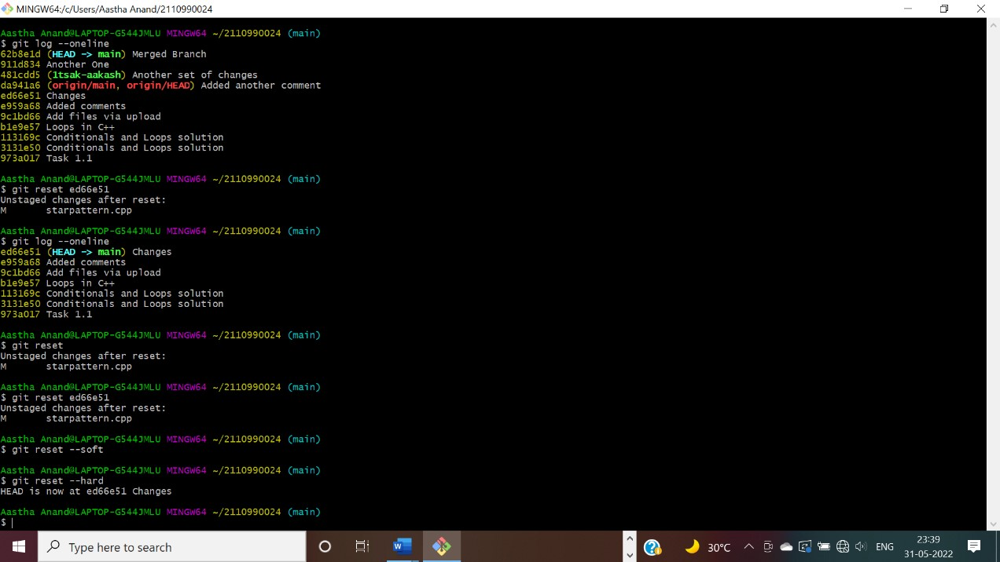 MINGW64:/c/Users/Aastha Anand/2110990024
Aastha Anand@LAPTOP-G544JMLU MINGW64 ~/2110990024 (main)
$ git log --oneline
62b8e1d (HEAD -> main) Merged Branch
911d834 Another One
481cdd5 (1tsak-aakash) Another set of changes
da941a6 (origin/main, origin/HEAD) Added another comment
ed66e51 Changes
e959a68 Added comments
9c1bd66 Add files via upload
b1e9e57 Loops in C++
113169c Conditionals and Loops solution
3131e50 Conditionals and Loops solution
973a017 Task 1.1
Aastha Anand@LAPTOP-G544JMLU MINGW64 ~/2110990024 (main)
$ git reset ed66e51
Unstaged changes after reset:
M       starpattern.cpp
Aastha Anand@LAPTOP-G544JMLU MINGW64 ~/2110990024 (main)
$ git log --oneline
ed66e51 (HEAD -> main) Changes
e959a68 Added comments
9c1bd66 Add files via upload
b1e9e57 Loops in C++
113169c Conditionals and Loops solution
3131e50 Conditionals and Loops solution
973a017 Task 1.1
Aastha Anand@LAPTOP-G544JMLU MINGW64 ~/2110990024 (main)
$ git reset
Unstaged changes after reset:
M       starpattern.cpp
Aastha Anand@LAPTOP-G544JMLU MINGW64 ~/2110990024 (main)
$ git reset ed66e51
Unstaged changes after reset:
M       starpattern.cpp
Aastha Anand@LAPTOP-G544JMLU MINGW64 ~/2110990024 (main)
$ git reset --soft
Aastha Anand@LAPTOP-G544JMLU MINGW64 ~/2110990024 (main)
$ git reset --hard
HEAD is now at ed66e51 Changes
Aastha Anand@LAPTOP-G544JMLU MINGW64 ~/2110990024 (main)
$
Type here to search
30°C
ENG
23:39
31-05-2022